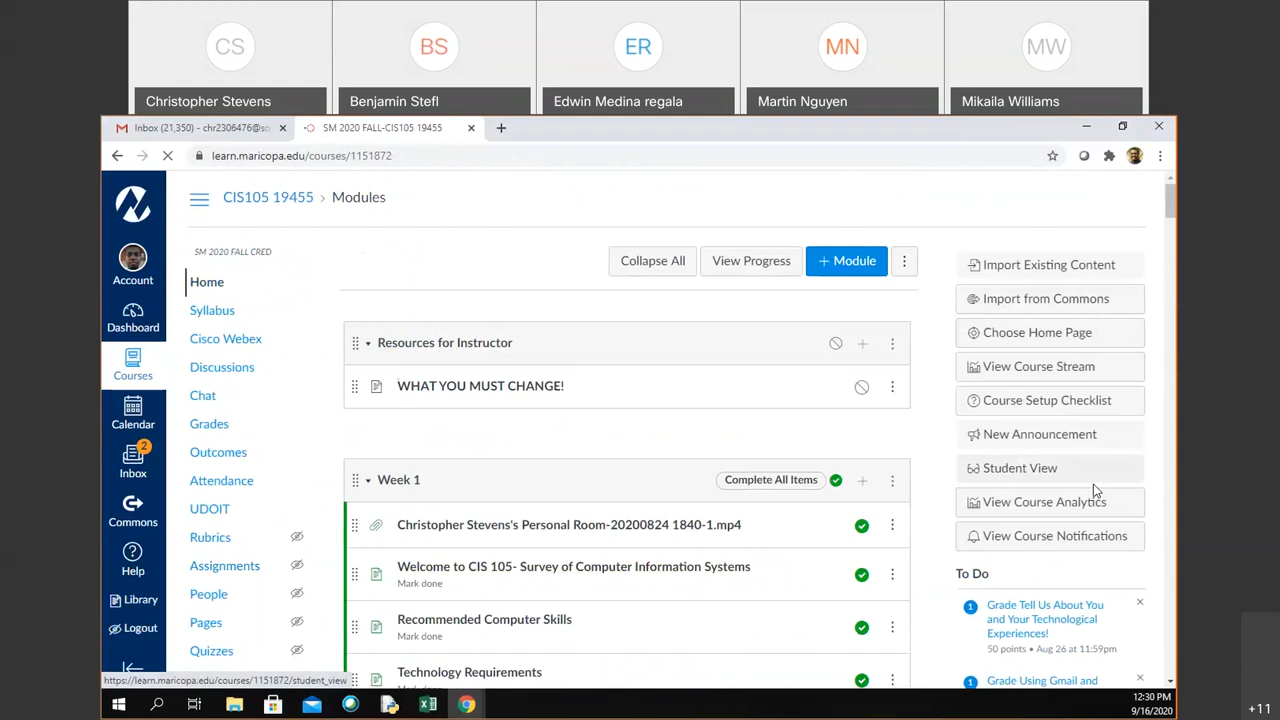 CS
BS
ER
MN
MW
Christopher Stevens
Benjamin Stefl
Edwin Medina regala
Martin Nguyen
Mikaila Williams
Inbox (21,350) - chr2306476@so
SM 2020 FALL-CIS105 19455
learn.maricopa.edu/courses/1151872
CIS105 19455 › Modules
SM 2020 FALL CRED
Account
Dashboard
Courses
Calendar
2
Inbox
Commons
Help
Library
Logout
Home
Syllabus
Cisco Webex
Discussions
Chat
Grades
Outcomes
Attendance
UDOIT
Rubrics
Assignments
People
Pages
Quizzes
Collapse All
View Progress
+ Module
Resources for Instructor
WHAT YOU MUST CHANGE!
Week 1
Complete All Items
Christopher Stevens's Personal Room-20200824 1840-1.mp4
Welcome to CIS 105- Survey of Computer Information Systems
Mark done
Recommended Computer Skills
Mark done
Technology Requirements
Import Existing Content
Import from Commons
Choose Home Page
View Course Stream
Course Setup Checklist
New Announcement
Student View
View Course Analytics
View Course Notifications
To Do
1
Grade Tell Us About You
and Your Technological
Experiences!
50 points • Aug 26 at 11:59pm
1
Grade Using Gmail and
https://learn.maricopa.edu/courses/1151872/student_view
12:30 PM
9/16/2020
+11